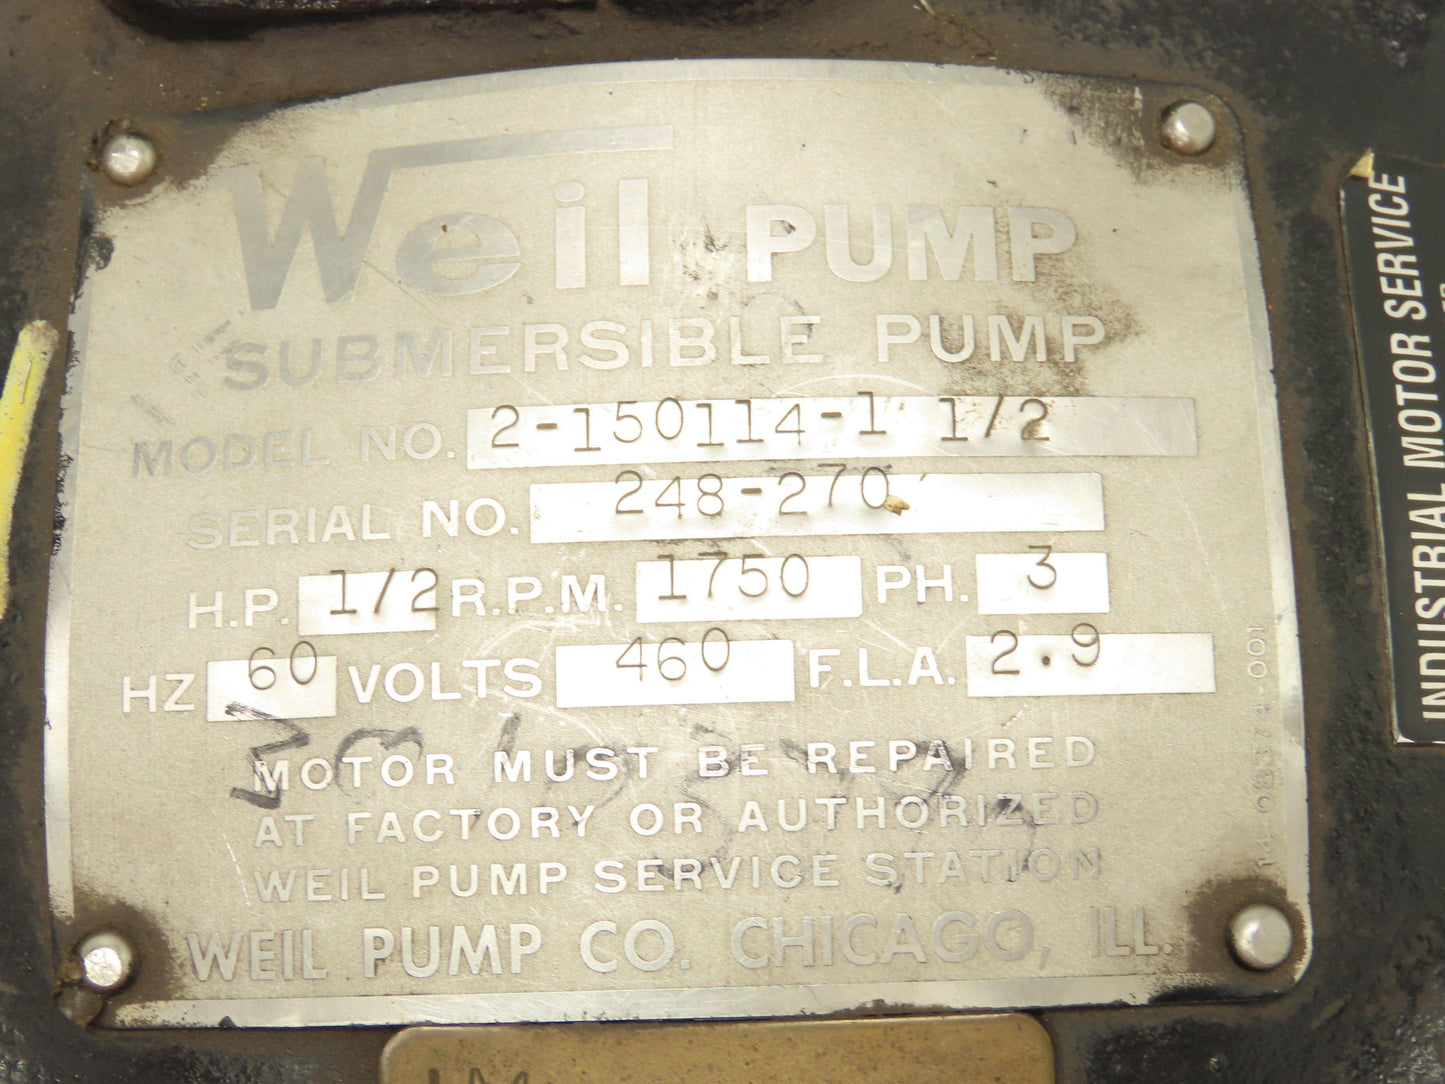 Weil PUMP
SUBMERSIBLE PUMP
MODEL NO. 2-150114-1 1/2
SERIAL NO. 248-270
H.P. 1/2 R.P.M. 1750 PH. 3
HZ 60 VOLTS 460 F.L.A. 2.9
MOTOR MUST BE REPAIRED
AT FACTORY OR AUTHORIZED
WEIL PUMP SERVICE STATION
WEIL PUMP CO. CHICAGO, ILL.
INDUSTRIAL MOTOR SERVICE